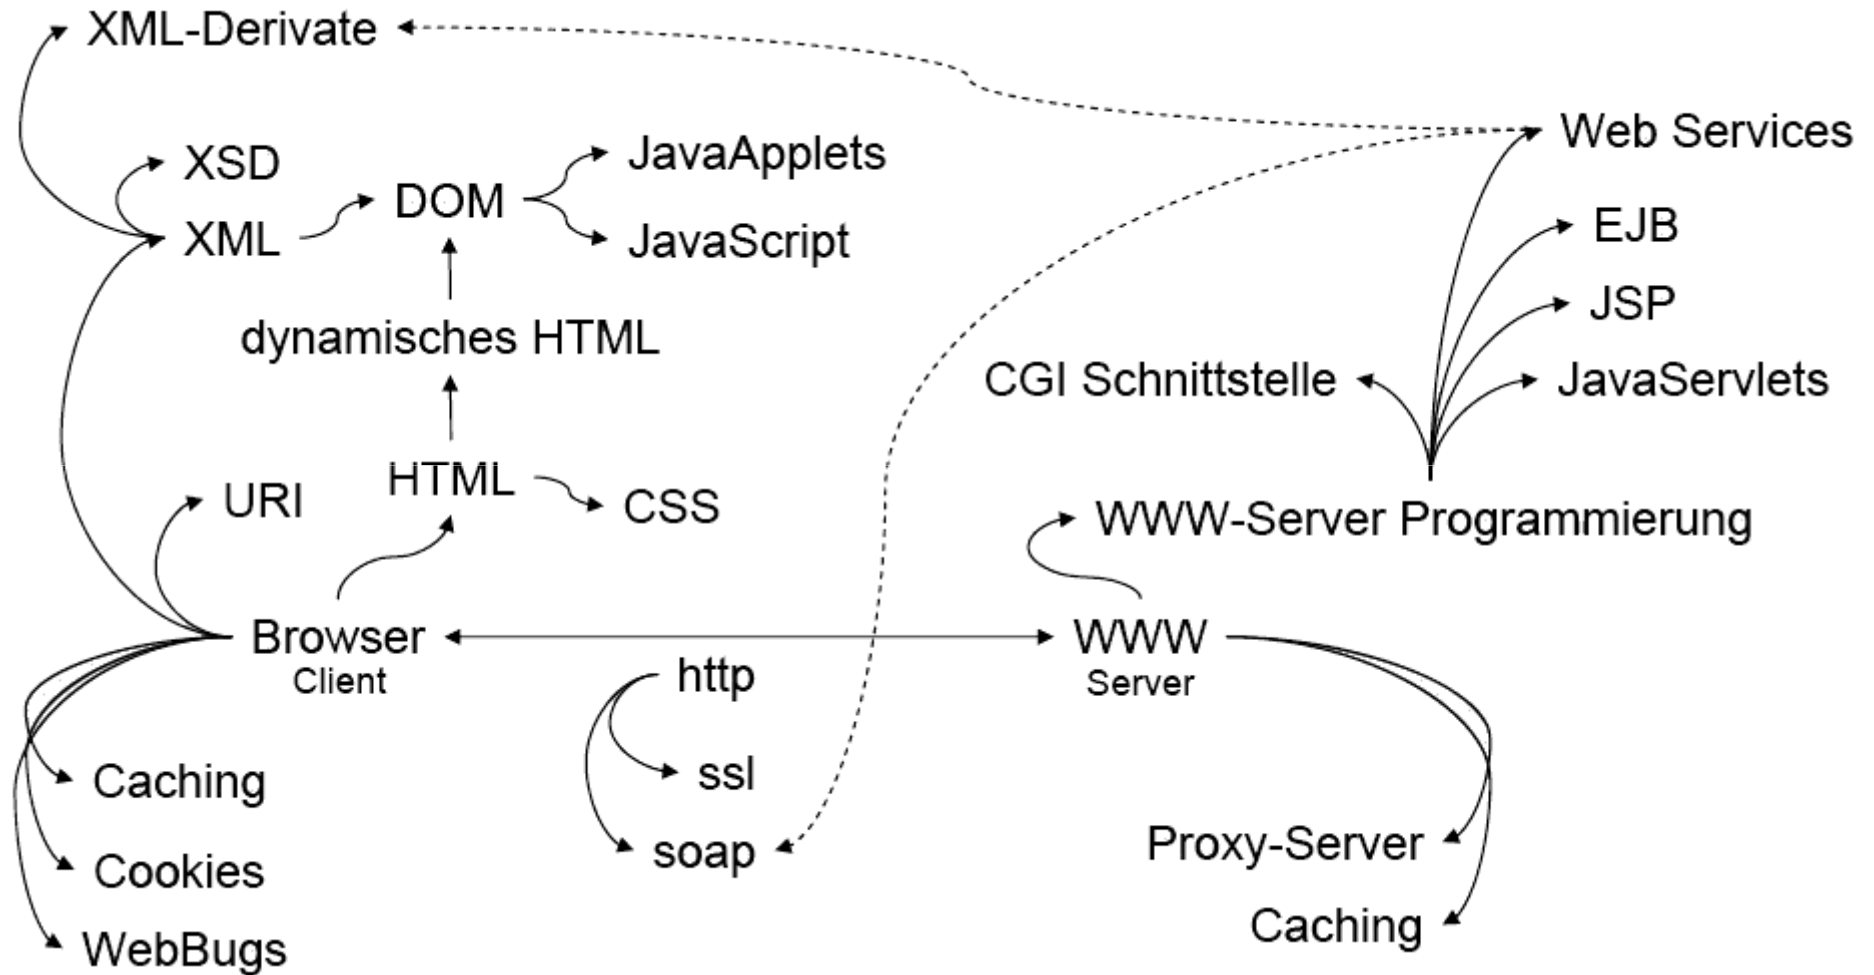 XML-Derivate
Web Services
XSD
JavaApplets
DOM
XML
JavaScript
EJB
JSP
dynamisches HTML
CGI Schnittstelle
JavaServlets
HTML
URI
CSS
WWW-Server Programmierung
Browser
Client
WWW
Server
http
ssl
soap
Caching
Cookies
WebBugs
Proxy-Server
Caching